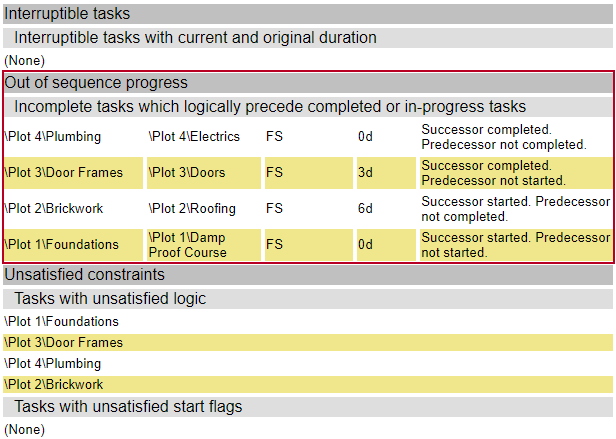 Interruptible tasks
Interruptible tasks with current and original duration
(None)
Out of sequence progress
Incomplete tasks which logically precede completed or in-progress tasks
\Plot 4\Plumbing \Plot 4\Electrics FS 0d Successor completed. Predecessor not completed.
\Plot 3\Door Frames \Plot 3\Doors FS 3d Successor completed. Predecessor not started.
\Plot 2\Brickwork \Plot 2\Roofing FS 6d Successor started. Predecessor not completed.
\Plot 1\Foundations \Plot 1\Damp Proof Course FS 0d Successor started. Predecessor not started.
Unsatisfied constraints
Tasks with unsatisfied logic
\Plot 1\Foundations
\Plot 3\Door Frames
\Plot 4\Plumbing
\Plot 2\Brickwork
Tasks with unsatisfied start flags
(None)